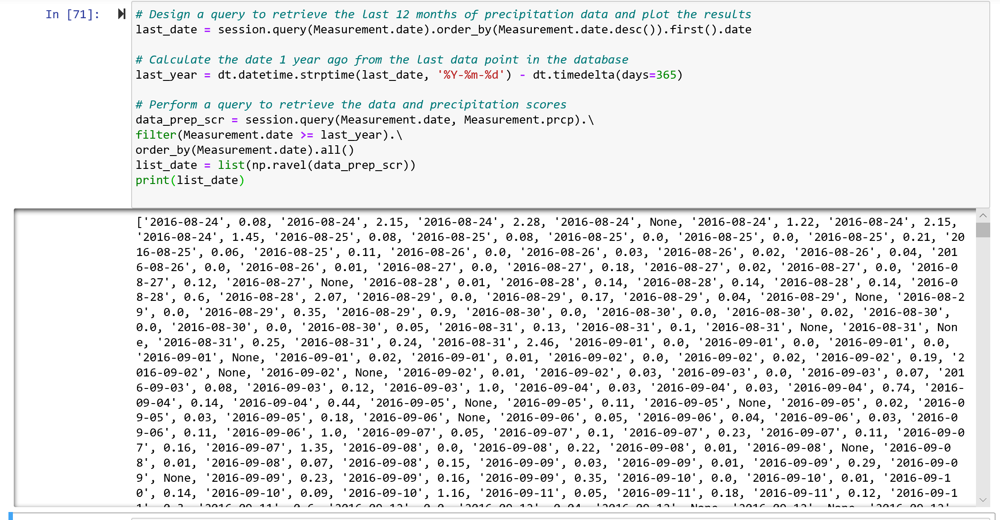 In [71]:
# Design a query to retrieve the last 12 months of precipitation data and plot the results
last_date = session.query(Measurement.date).order_by(Measurement.date.desc()).first().date
# Calculate the date 1 year ago from the last data point in the database
last_year = dt.datetime.strptime(last_date, '%Y-%m-%d') - dt.timedelta(days=365)
# Perform a query to retrieve the data and precipitation scores
data_prep_scr = session.query(Measurement.date, Measurement.prcp).\
filter(Measurement.date >= last_year).\
order_by(Measurement.date).all()
list_date = list(np.ravel(data_prep_scr))
print(list_date)
['2016-08-24', 0.08, '2016-08-24', 2.15, '2016-08-24', 2.28, '2016-08-24', None, '2016-08-24', 1.22, '2016-08-24', 2.15,
'2016-08-24', 1.45, '2016-08-25', 0.08, '2016-08-25', 0.08, '2016-08-25', 0.0, '2016-08-25', 0.0, '2016-08-25', 0.21, '20
16-08-25', 0.06, '2016-08-25', 0.11, '2016-08-26', 0.0, '2016-08-26', 0.03, '2016-08-26', 0.02, '2016-08-26', 0.04, '201
6-08-26', 0.0, '2016-08-26', 0.01, '2016-08-27', 0.0, '2016-08-27', 0.18, '2016-08-27', 0.02, '2016-08-27', 0.0, '2016-0
8-27', 0.12, '2016-08-27', None, '2016-08-28', 0.01, '2016-08-28', 0.14, '2016-08-28', 0.14, '2016-08-28', 0.14, '2016-0
8-28', 0.6, '2016-08-28', 2.07, '2016-08-29', 0.0, '2016-08-29', 0.17, '2016-08-29', 0.04, '2016-08-29', None, '2016-08-2
9', 0.0, '2016-08-29', 0.35, '2016-08-29', 0.9, '2016-08-30', 0.0, '2016-08-30', 0.0, '2016-08-30', 0.02, '2016-08-30',
0.0, '2016-08-30', 0.0, '2016-08-30', 0.05, '2016-08-31', 0.13, '2016-08-31', 0.1, '2016-08-31', None, '2016-08-31', Non
e, '2016-08-31', 0.25, '2016-08-31', 0.24, '2016-08-31', 2.46, '2016-09-01', 0.0, '2016-09-01', 0.0, '2016-09-01', 0.0,
'2016-09-01', None, '2016-09-01', 0.02, '2016-09-01', 0.01, '2016-09-02', 0.0, '2016-09-02', 0.02, '2016-09-02', 0.19, '2
016-09-02', None, '2016-09-02', None, '2016-09-02', 0.01, '2016-09-02', 0.03, '2016-09-03', 0.0, '2016-09-03', 0.07, '201
6-09-03', 0.08, '2016-09-03', 0.12, '2016-09-03', 1.0, '2016-09-04', 0.03, '2016-09-04', 0.03, '2016-09-04', 0.74, '2016-
09-04', 0.14, '2016-09-04', 0.44, '2016-09-05', None, '2016-09-05', 0.11, '2016-09-05', None, '2016-09-05', 0.02, '2016-0
9-05', 0.03, '2016-09-05', 0.18, '2016-09-06', None, '2016-09-06', 0.05, '2016-09-06', 0.04, '2016-09-06', 0.03, '2016-0
9-06', 0.11, '2016-09-06', 1.0, '2016-09-07', 0.05, '2016-09-07', 0.1, '2016-09-07', 0.23, '2016-09-07', 0.11, '2016-09-0
7', 0.16, '2016-09-07', 1.35, '2016-09-08', 0.0, '2016-09-08', 0.22, '2016-09-08', 0.01, '2016-09-08', None, '2016-09-0
8', 0.01, '2016-09-08', 0.07, '2016-09-08', 0.15, '2016-09-09', 0.03, '2016-09-09', 0.01, '2016-09-09', 0.29, '2016-09-0
9', None, '2016-09-09', 0.23, '2016-09-09', 0.16, '2016-09-09', 0.35, '2016-09-10', 0.0, '2016-09-10', 0.01, '2016-09-1
0', 0.14, '2016-09-10', 0.09, '2016-09-10', 1.16, '2016-09-11', 0.05, '2016-09-11', 0.18, '2016-09-11', 0.12, '2016-09-1